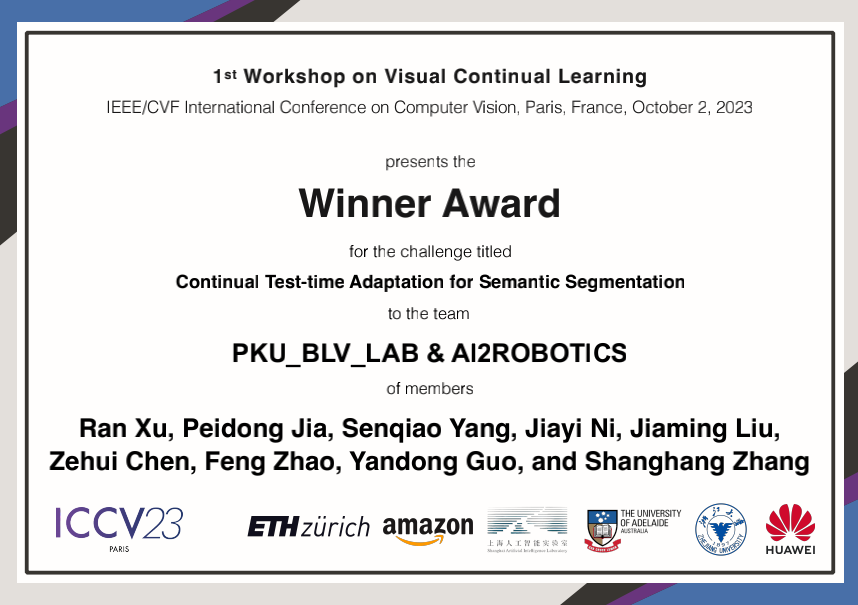 1st Workshop on Visual Continual Learning
IEEE/CVF International Conference on Computer Vision, Paris, France, October 2, 2023
presents the
Winner Award
for the challenge titled
Continual Test-time Adaptation for Semantic Segmentation
to the team
PKU_BLV_LAB & AI2ROBOTICS
of members
Ran Xu, Peidong Jia, Senqiao Yang, Jiayi Ni, Jiaming Liu,
Zehui Chen, Feng Zhao, Yandong Guo, and Shanghang Zhang
ICCV23
PARIS
ETH zürich
amazon
上海人工智能实验室
Shanghai Artificial Intelligence Laboratory
THE UNIVERSITY
OF ADELAIDE
AUSTRALIA
ZHEJIANG UNIVERSITY
1897
HUAWEI